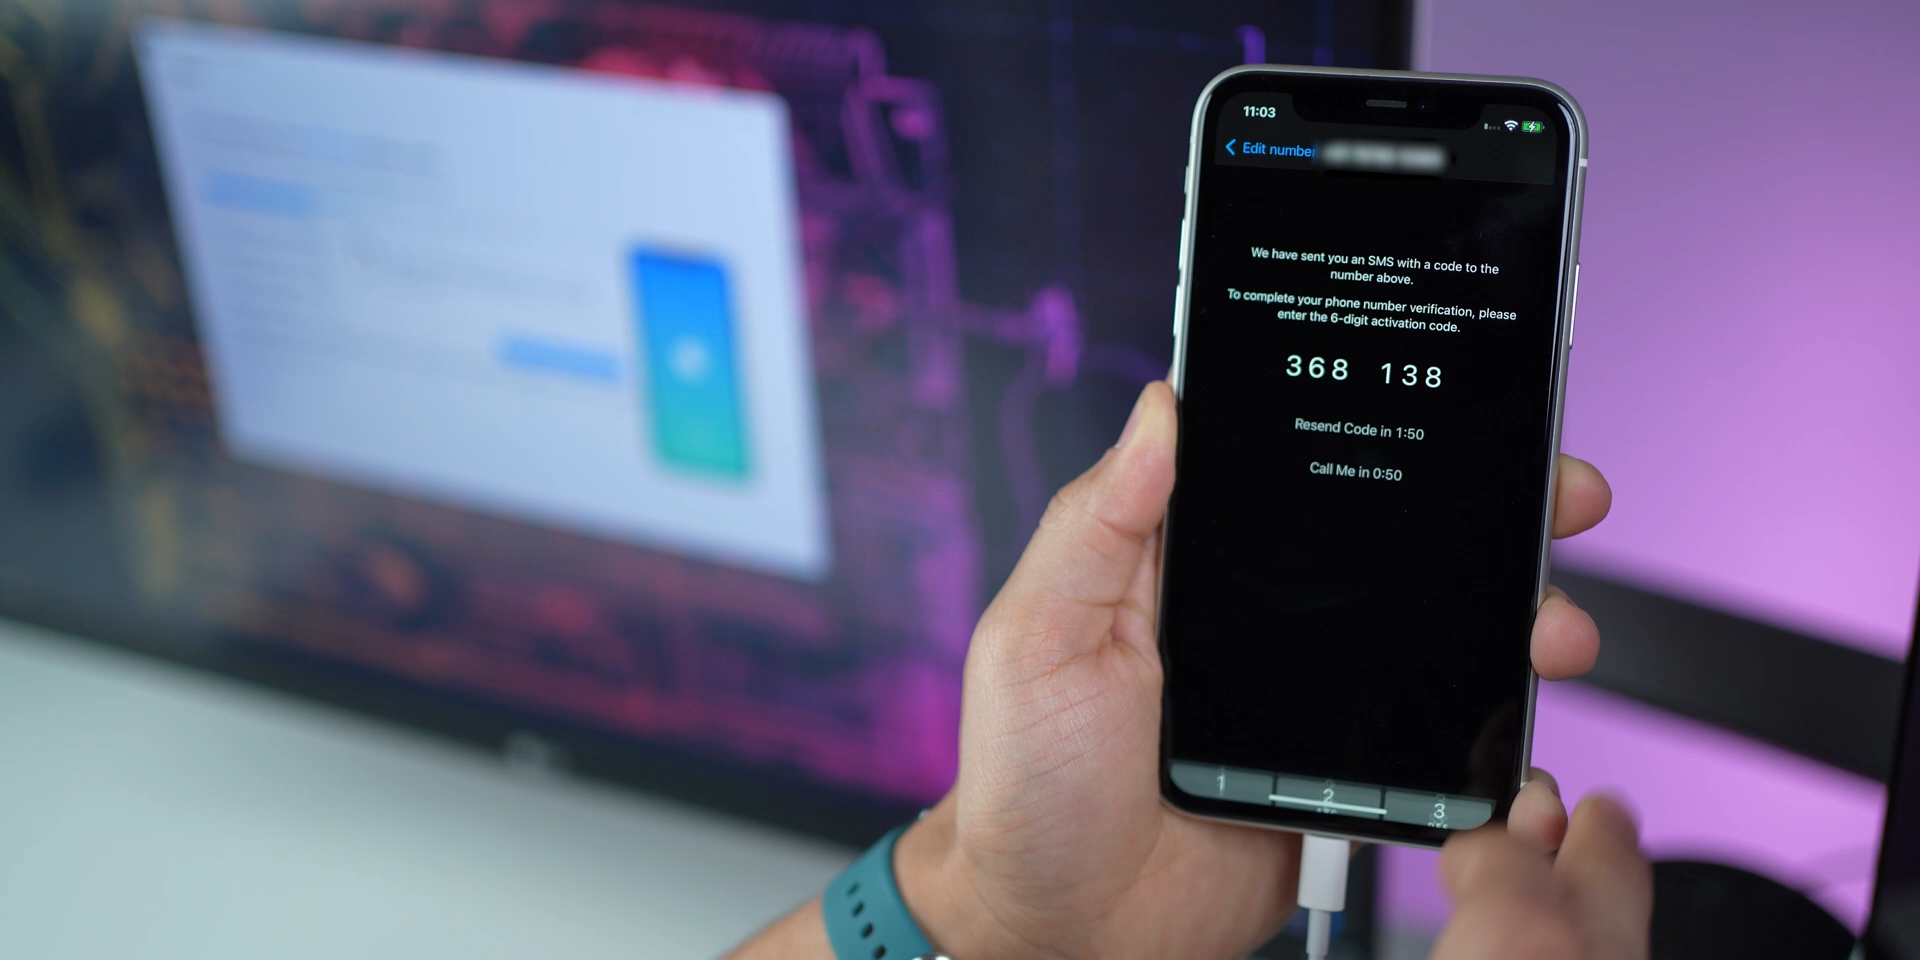 11:03
Edit number
We have sent you an SMS with a code to the
number above.
To complete your phone number verification, please
enter the 6-digit activation code.
368 138
Resend Code in 1:50
Call Me in 0:50
1 2 3